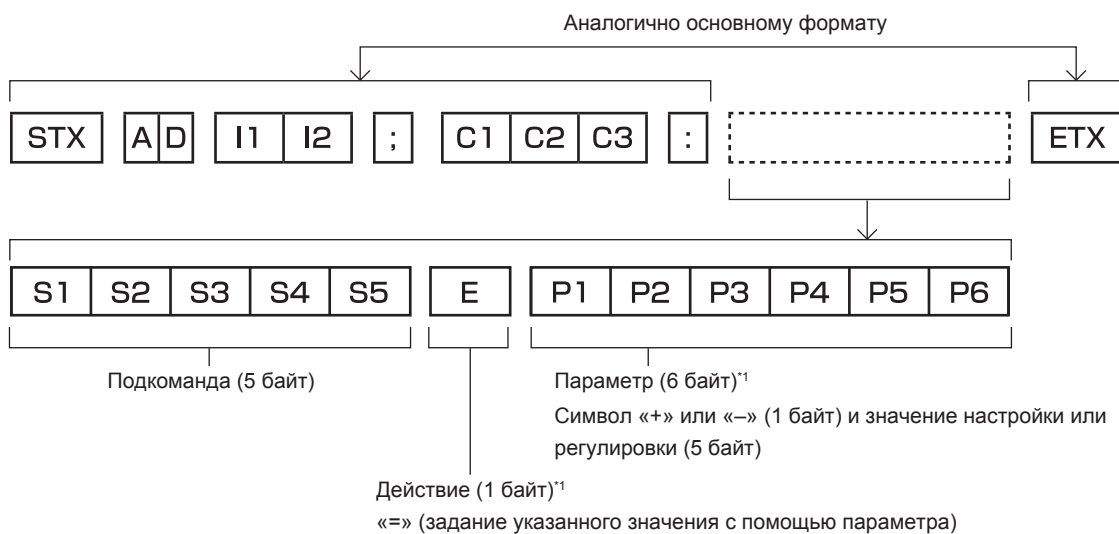 Аналогично основному формату
STX A D I1 I2 ; C1 C2 C3 : ETX
S1 S2 S3 S4 S5 E P1 P2 P3 P4 P5 P6
Подкоманда (5 байт)
Параметр (6 байт)*1
Символ «+» или «–» (1 байт) и значение настройки или
регулировки (5 байт)
Действие (1 байт)*1
«=» (задание указанного значения с помощью параметра)